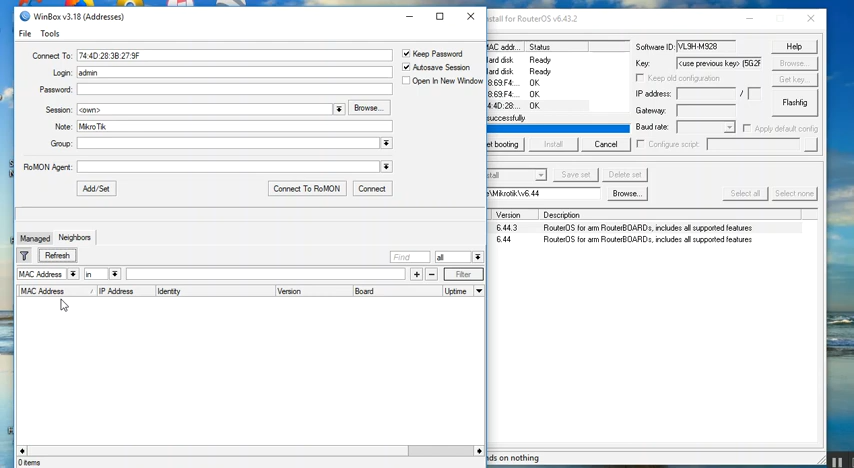 WinBox v3.18 (Addresses)
File Tools
Connect To: 74:4D:28:3B:27:9F
Login: admin
Password:
Session: <own> Browse...
Note: MikroTik
Group:
RoMON Agent:
Add/Set Connect To RoMON Connect
Keep Password
Autosave Session
Open In New Window
Managed Neighbors
Refresh Find all
MAC Address in + − Filter
MAC Address / IP Address Identity Version Board Uptime
0 items
stall for RouterOS v6.43.2
MAC addr... Status
ard disk Ready
ard disk Ready
8:69:F4:... OK
8:69:F4:... OK
4:4D:28:... OK
successfully
et booting Install Cancel
Software ID: VL9H-M928 Help
Key: <use previous key> (5G2F Browse...
Keep old configuration Get key...
IP address: /
Gateway: Flashfig
Baud rate: Apply default config
Configure script:
stall Save set Delete set
e\Mikrotik\v6.44 Browse... Select all Select none
Version Description
6.44.3 RouterOS for arm RouterBOARDs, includes all supported features
6.44 RouterOS for arm RouterBOARDs, includes all supported features
ds on nothing